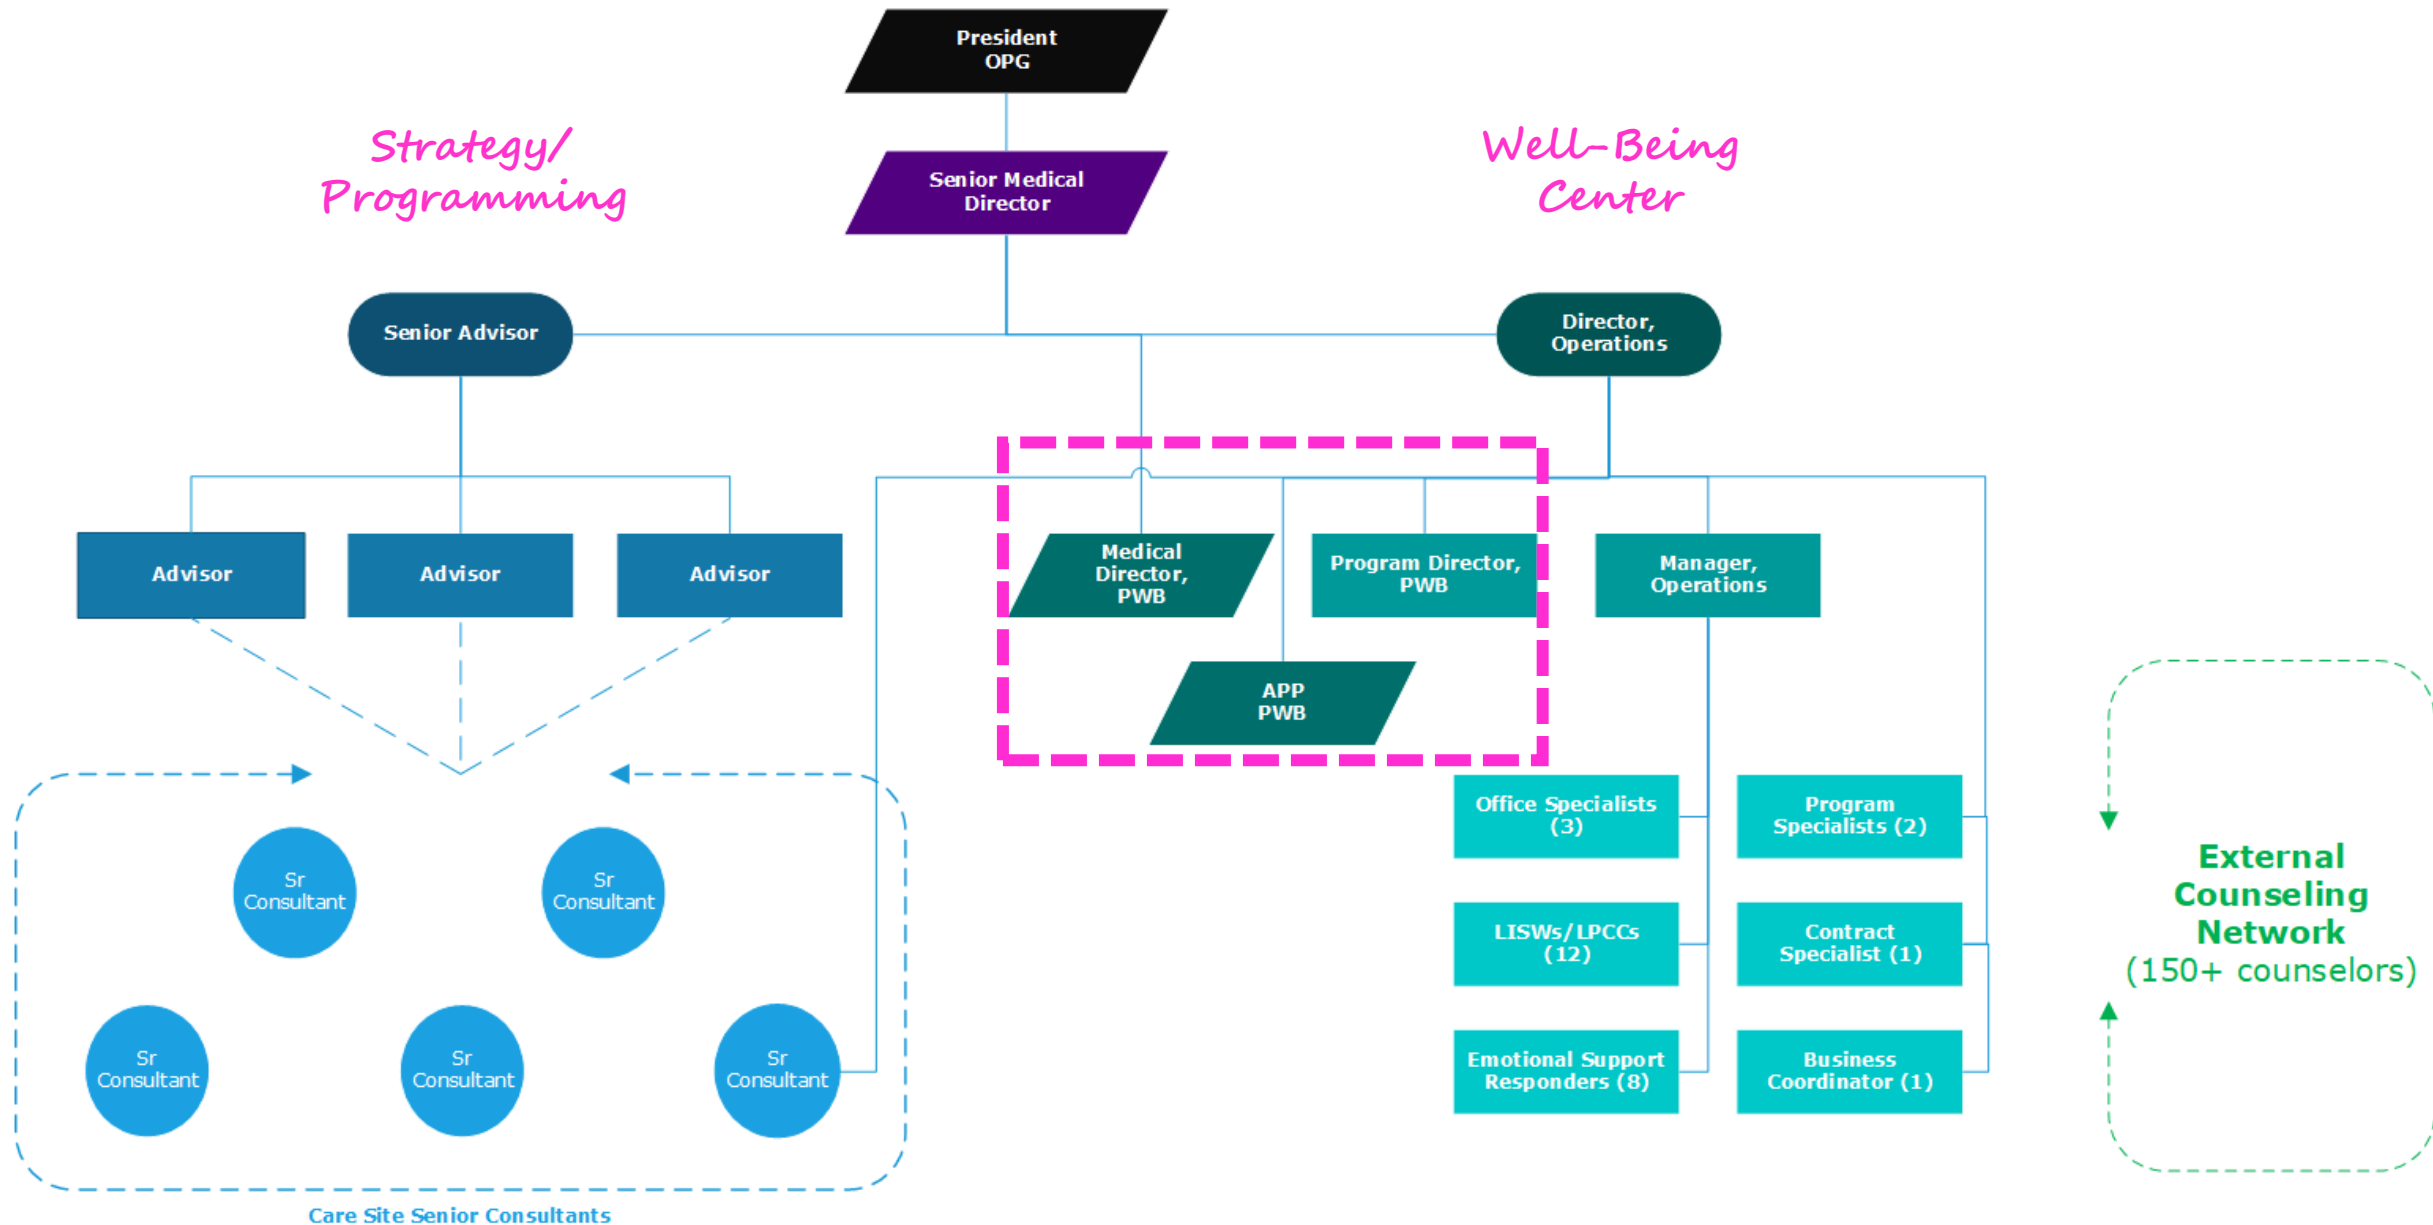 President
OPG
Strategy/
Programming
Well-Being
Center
Senior Medical
Director
Senior Advisor
Director,
Operations
Advisor
Advisor
Advisor
Medical
Director,
PWB
Program Director,
PWB
Manager,
Operations
APP
PWB
Office Specialists
(3)
Program
Specialists (2)
Sr
Consultant
Sr
Consultant
LISWs/LPCCs
(12)
Contract
Specialist (1)
External
Counseling
Network
(150+ counselors)
Sr
Consultant
Sr
Consultant
Sr
Consultant
Emotional Support
Responders (8)
Business
Coordinator (1)
Care Site Senior Consultants